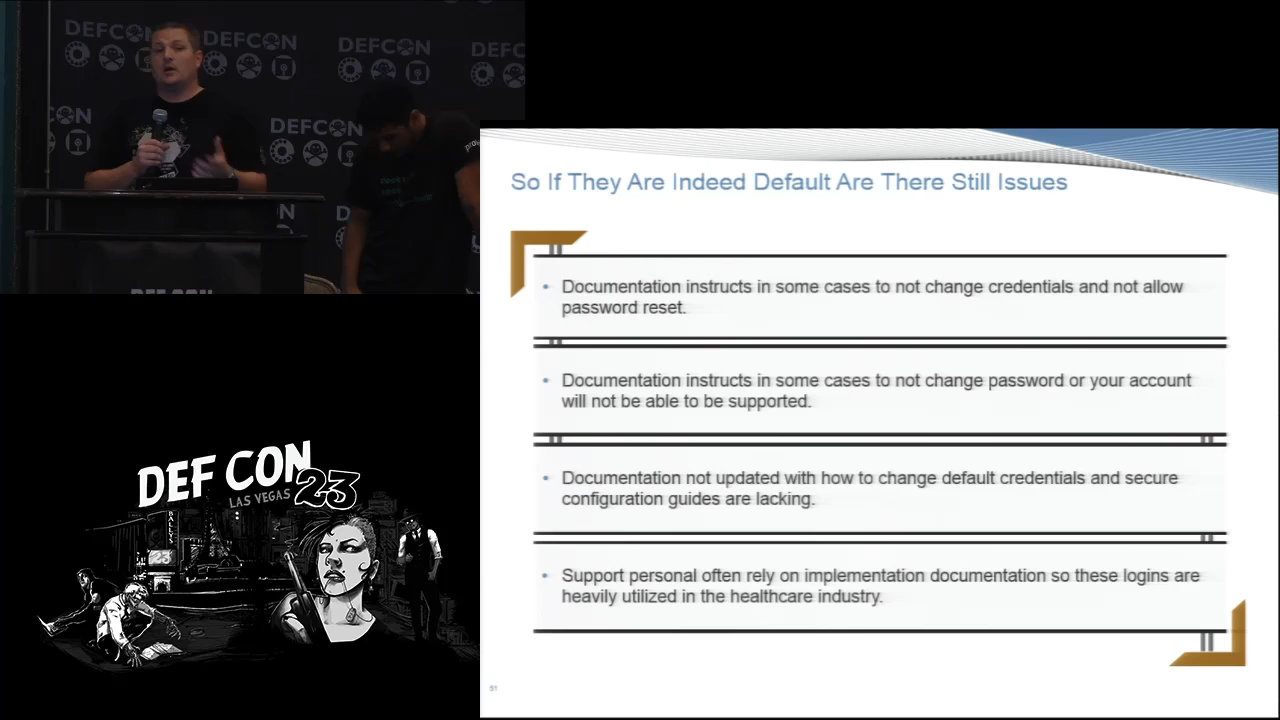 DEFCON
DEFCON
DEFCON
DEFCON
CON
DEFCON
So If They Are Indeed Default Are There Still Issues
• Documentation instructs in some cases to not change credentials and not allow
password reset.
• Documentation instructs in some cases to not change password or your account
will not be able to be supported.
• Documentation not updated with how to change default credentials and secure
configuration guides are lacking.
• Support personal often rely on implementation documentation so these logins are
heavily utilized in the healthcare industry.
51
DEF CON
LAS VEGAS 23
BALLYS